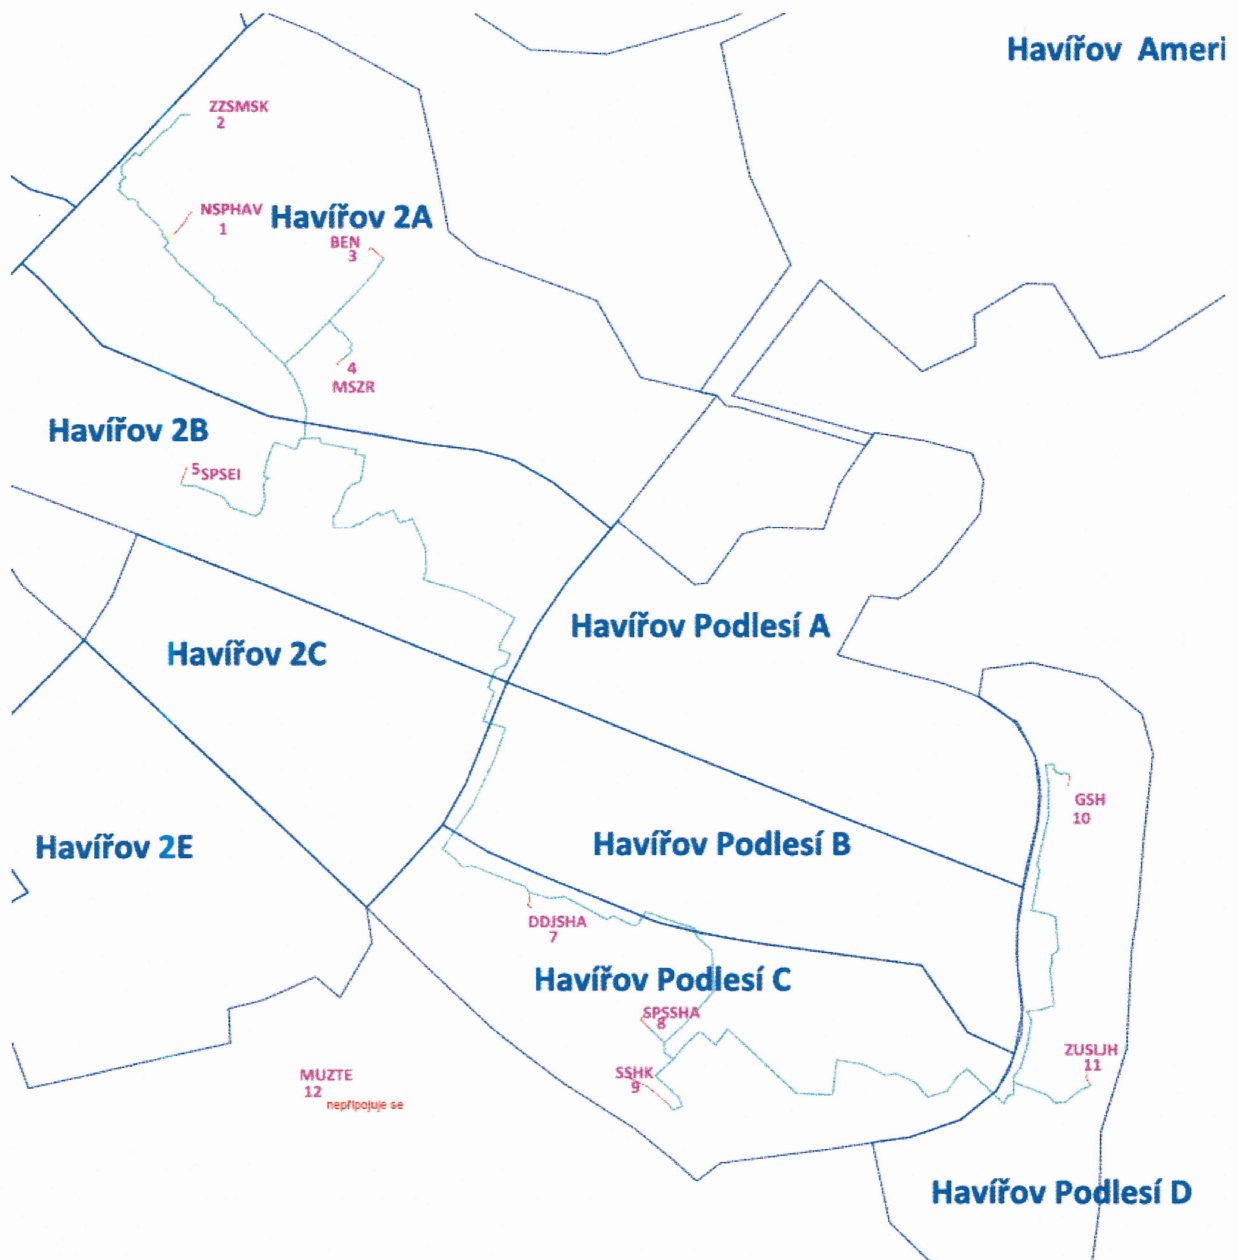 Havířov Ameri
ZZSMSK
2
NSPHAV
1
Havířov 2A
BEN
3
4
MSZR
Havířov 2B
5 SPSEI
Havířov Podlesí A
Havířov 2C
GSH
10
Havířov 2E
Havířov Podlesí B
DDJSHA
7
Havířov Podlesí C
SPSSHA
8
ZUSLJH
11
SSHK
9
MUZTE
12
nepřipojuje se
Havířov Podlesí D